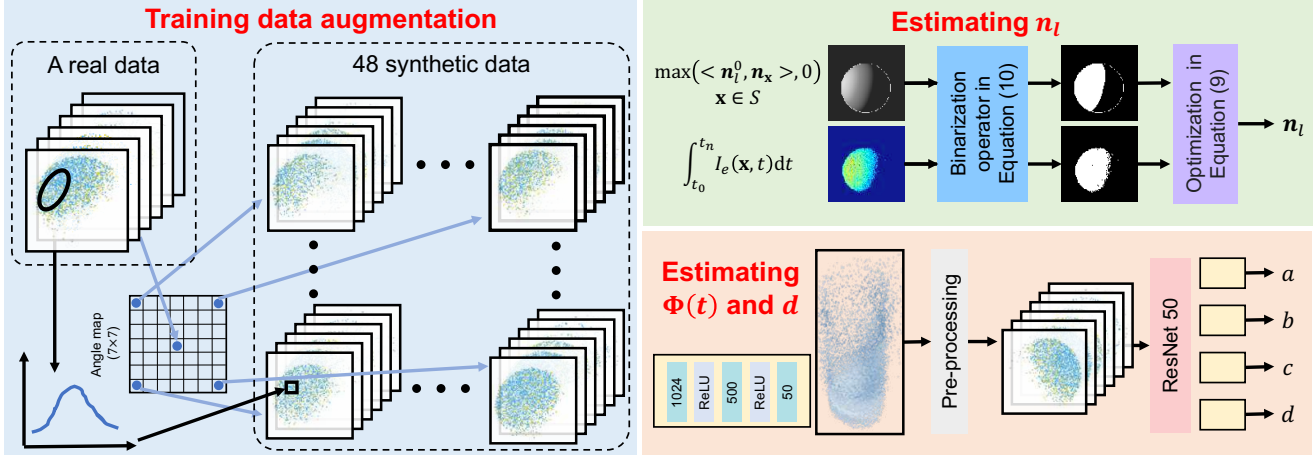 Training data augmentation
A real data
48 synthetic data
Angle map
(7×7)
Estimating n_l
max(< n_l^0, n_x >, 0)
x ∈ S
∫_{t_0}^{t_n} I_e(x, t)dt
Binarization
operator in
Equation (10)
Optimization in
Equation (9)
n_l
Estimating
Φ(t) and d
1024
ReLU
500
ReLU
50
Pre-processing
ResNet 50
a
b
c
d